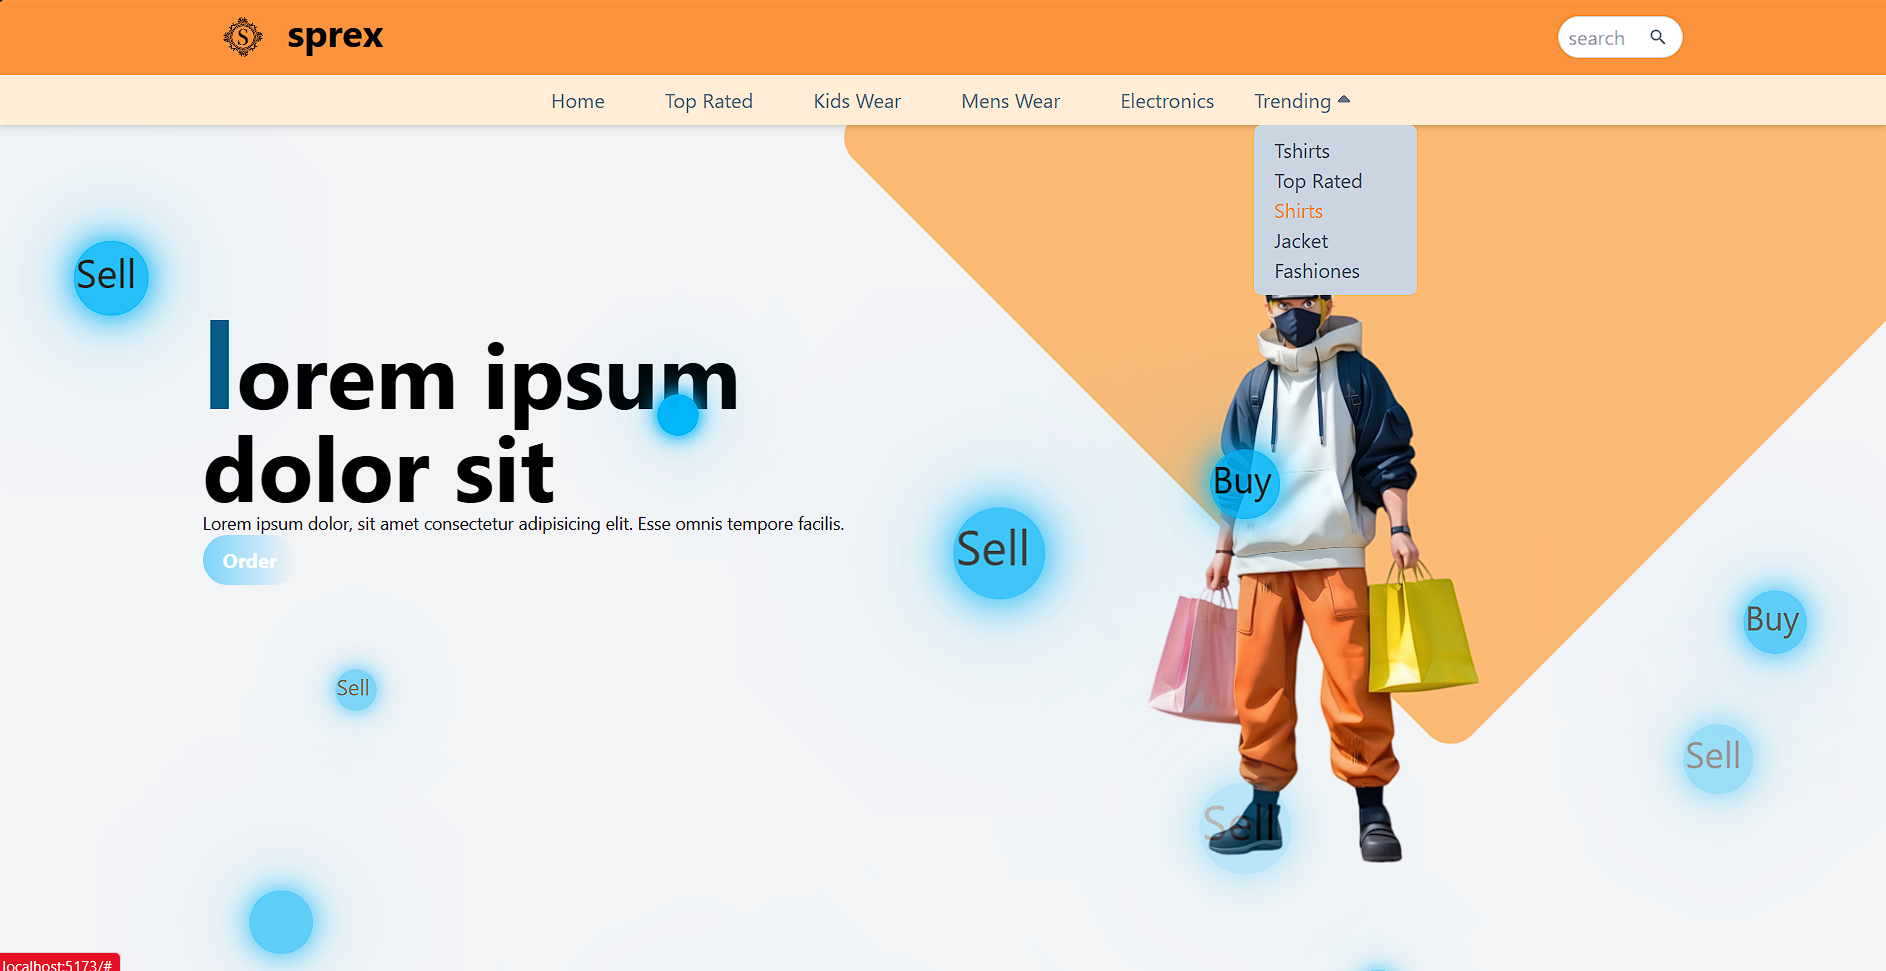 S sprex
search
Home Top Rated Kids Wear Mens Wear Electronics Trending
Tshirts
Top Rated
Shirts
Jacket
Fashiones
Sell
lorem ipsum
dolor sit
Lorem ipsum dolor, sit amet consectetur adipisicing elit. Esse omnis tempore facilis.
Order
Buy
Sell
Buy
Sell
Sell
Sell
localhost:5173/#